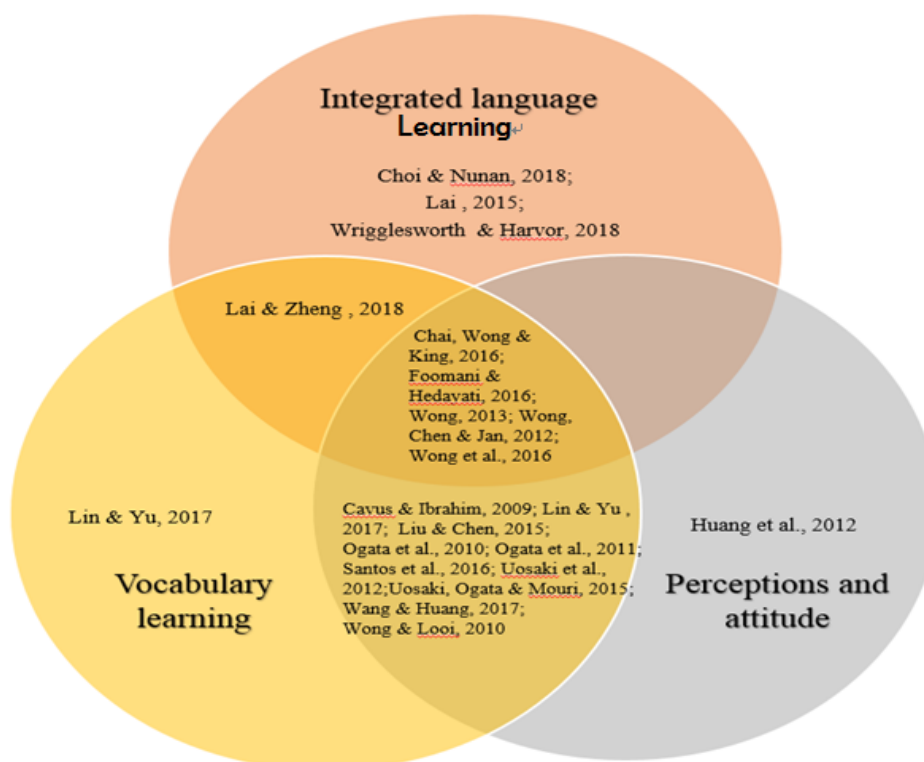 Integrated language
Learning
Choi & Nunan, 2018;
Lai , 2015;
Wrigglesworth & Harvor, 2018
Lai & Zheng , 2018
Chai, Wong &
King, 2016;
Foomani &
Hedavati, 2016;
Wong, 2013; Wong,
Chen & Jan, 2012;
Wong et al., 2016
Lin & Yu, 2017
Vocabulary
learning
Cavus & Ibrahim, 2009; Lin & Yu ,
2017; Liu & Chen, 2015;
Ogata et al., 2010; Ogata et al., 2011;
Santos et al., 2016; Uosaki et al.,
2012;Uosaki, Ogata & Mouri, 2015;
Wang & Huang, 2017;
Wong & Looi, 2010
Huang et al., 2012
Perceptions and
attitude